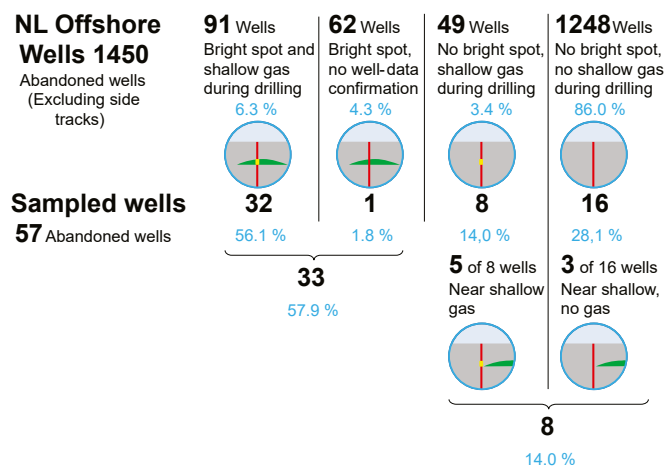 NL Offshore
Wells 1450
Abandoned wells
(Excluding side
tracks)
91 Wells
Bright spot and
shallow gas
during drilling
6.3 %
62 Wells
Bright spot,
no well-data
confirmation
4.3 %
49 Wells
No bright spot,
shallow gas
during drilling
3.4 %
1248 Wells
No bright spot,
no shallow gas
during drilling
86.0 %
Sampled wells
57 Abandoned wells
32
56.1 %
1
1.8 %
8
14,0 %
16
28,1 %
33
57.9 %
5 of 8 wells
Near shallow
gas
3 of 16 wells
Near shallow,
no gas
8
14.0 %